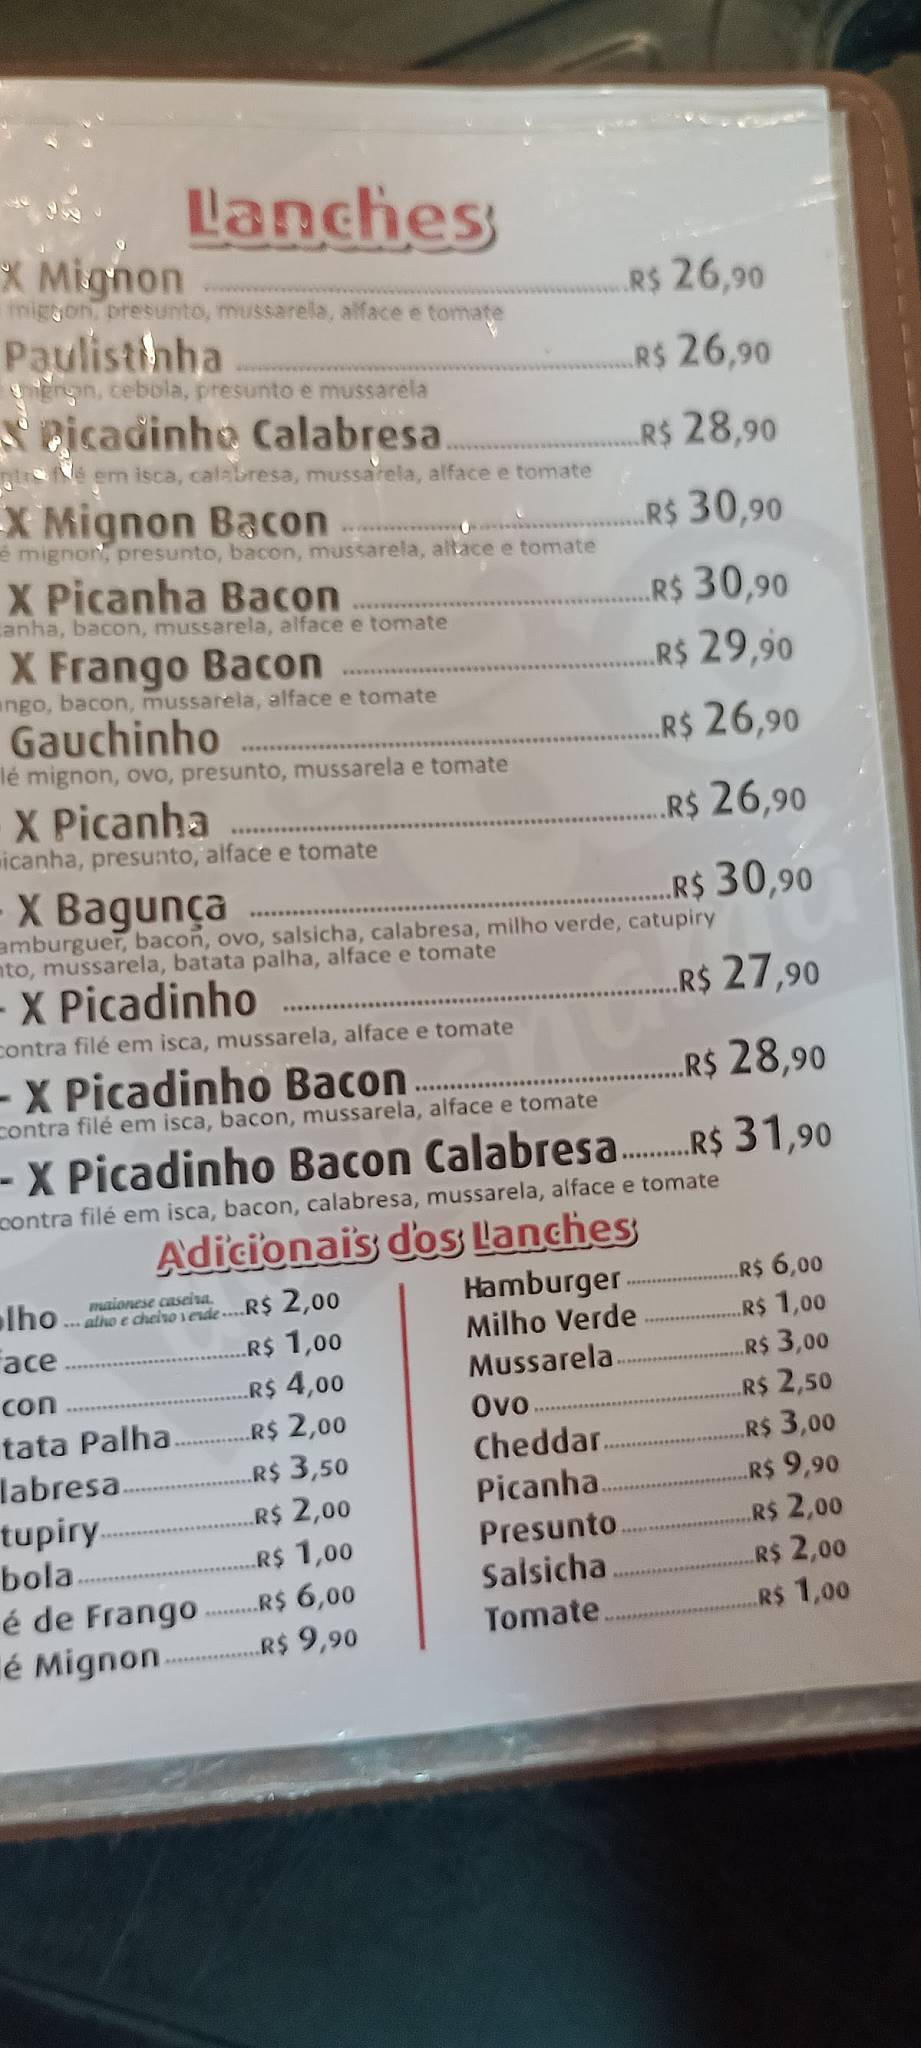 Lanches
X Mignon R$ 26,90
mignon, presunto, mussarela, alface e tomate
Paulistinha R$ 26,90
mignon, cebola, presunto e mussarela
X Picadinho Calabresa R$ 28,90
em isca, calabresa, mussarela, alface e tomate
X Mignon Bacon R$ 30,90
é mignon, presunto, bacon, mussarela, alface e tomate
X Picanha Bacon R$ 30,90
anha, bacon, mussarela, alface e tomate
X Frango Bacon R$ 29,90
ngo, bacon, mussarela, alface e tomate
Gauchinho R$ 26,90
lé mignon, ovo, presunto, mussarela e tomate
X Picanha R$ 26,90
icanha, presunto, alface e tomate
- X Bagunça R$ 30,90
amburguer, bacon, ovo, salsicha, calabresa, milho verde, catupiry
to, mussarela, batata palha, alface e tomate
- X Picadinho R$ 27,90
contra filé em isca, mussarela, alface e tomate
- X Picadinho Bacon R$ 28,90
contra filé em isca, bacon, mussarela, alface e tomate
- X Picadinho Bacon Calabresa R$ 31,90
contra filé em isca, bacon, calabresa, mussarela, alface e tomate
Adicionais dos Lanches
lho ... maionese caseira, alho e cheiro verde .... R$ 2,00
ace R$ 1,00
con R$ 4,00
tata Palha R$ 2,00
labresa R$ 3,50
tupiry R$ 2,00
bola R$ 1,00
é de Frango R$ 6,00
é Mignon R$ 9,90
Hamburger R$ 6,00
Milho Verde R$ 1,00
Mussarela R$ 3,00
Ovo R$ 2,50
Cheddar R$ 3,00
Picanha R$ 9,90
Presunto R$ 2,00
Salsicha R$ 2,00
Tomate R$ 1,00